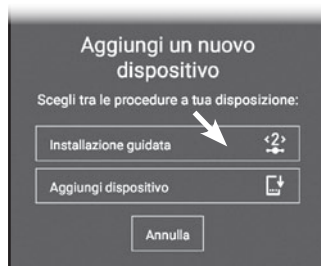 Aggiungi un nuovo
dispositivo
Scegli tra le procedure a tua disposizione:
Installazione guidata <2>
Aggiungi dispositivo
Annulla